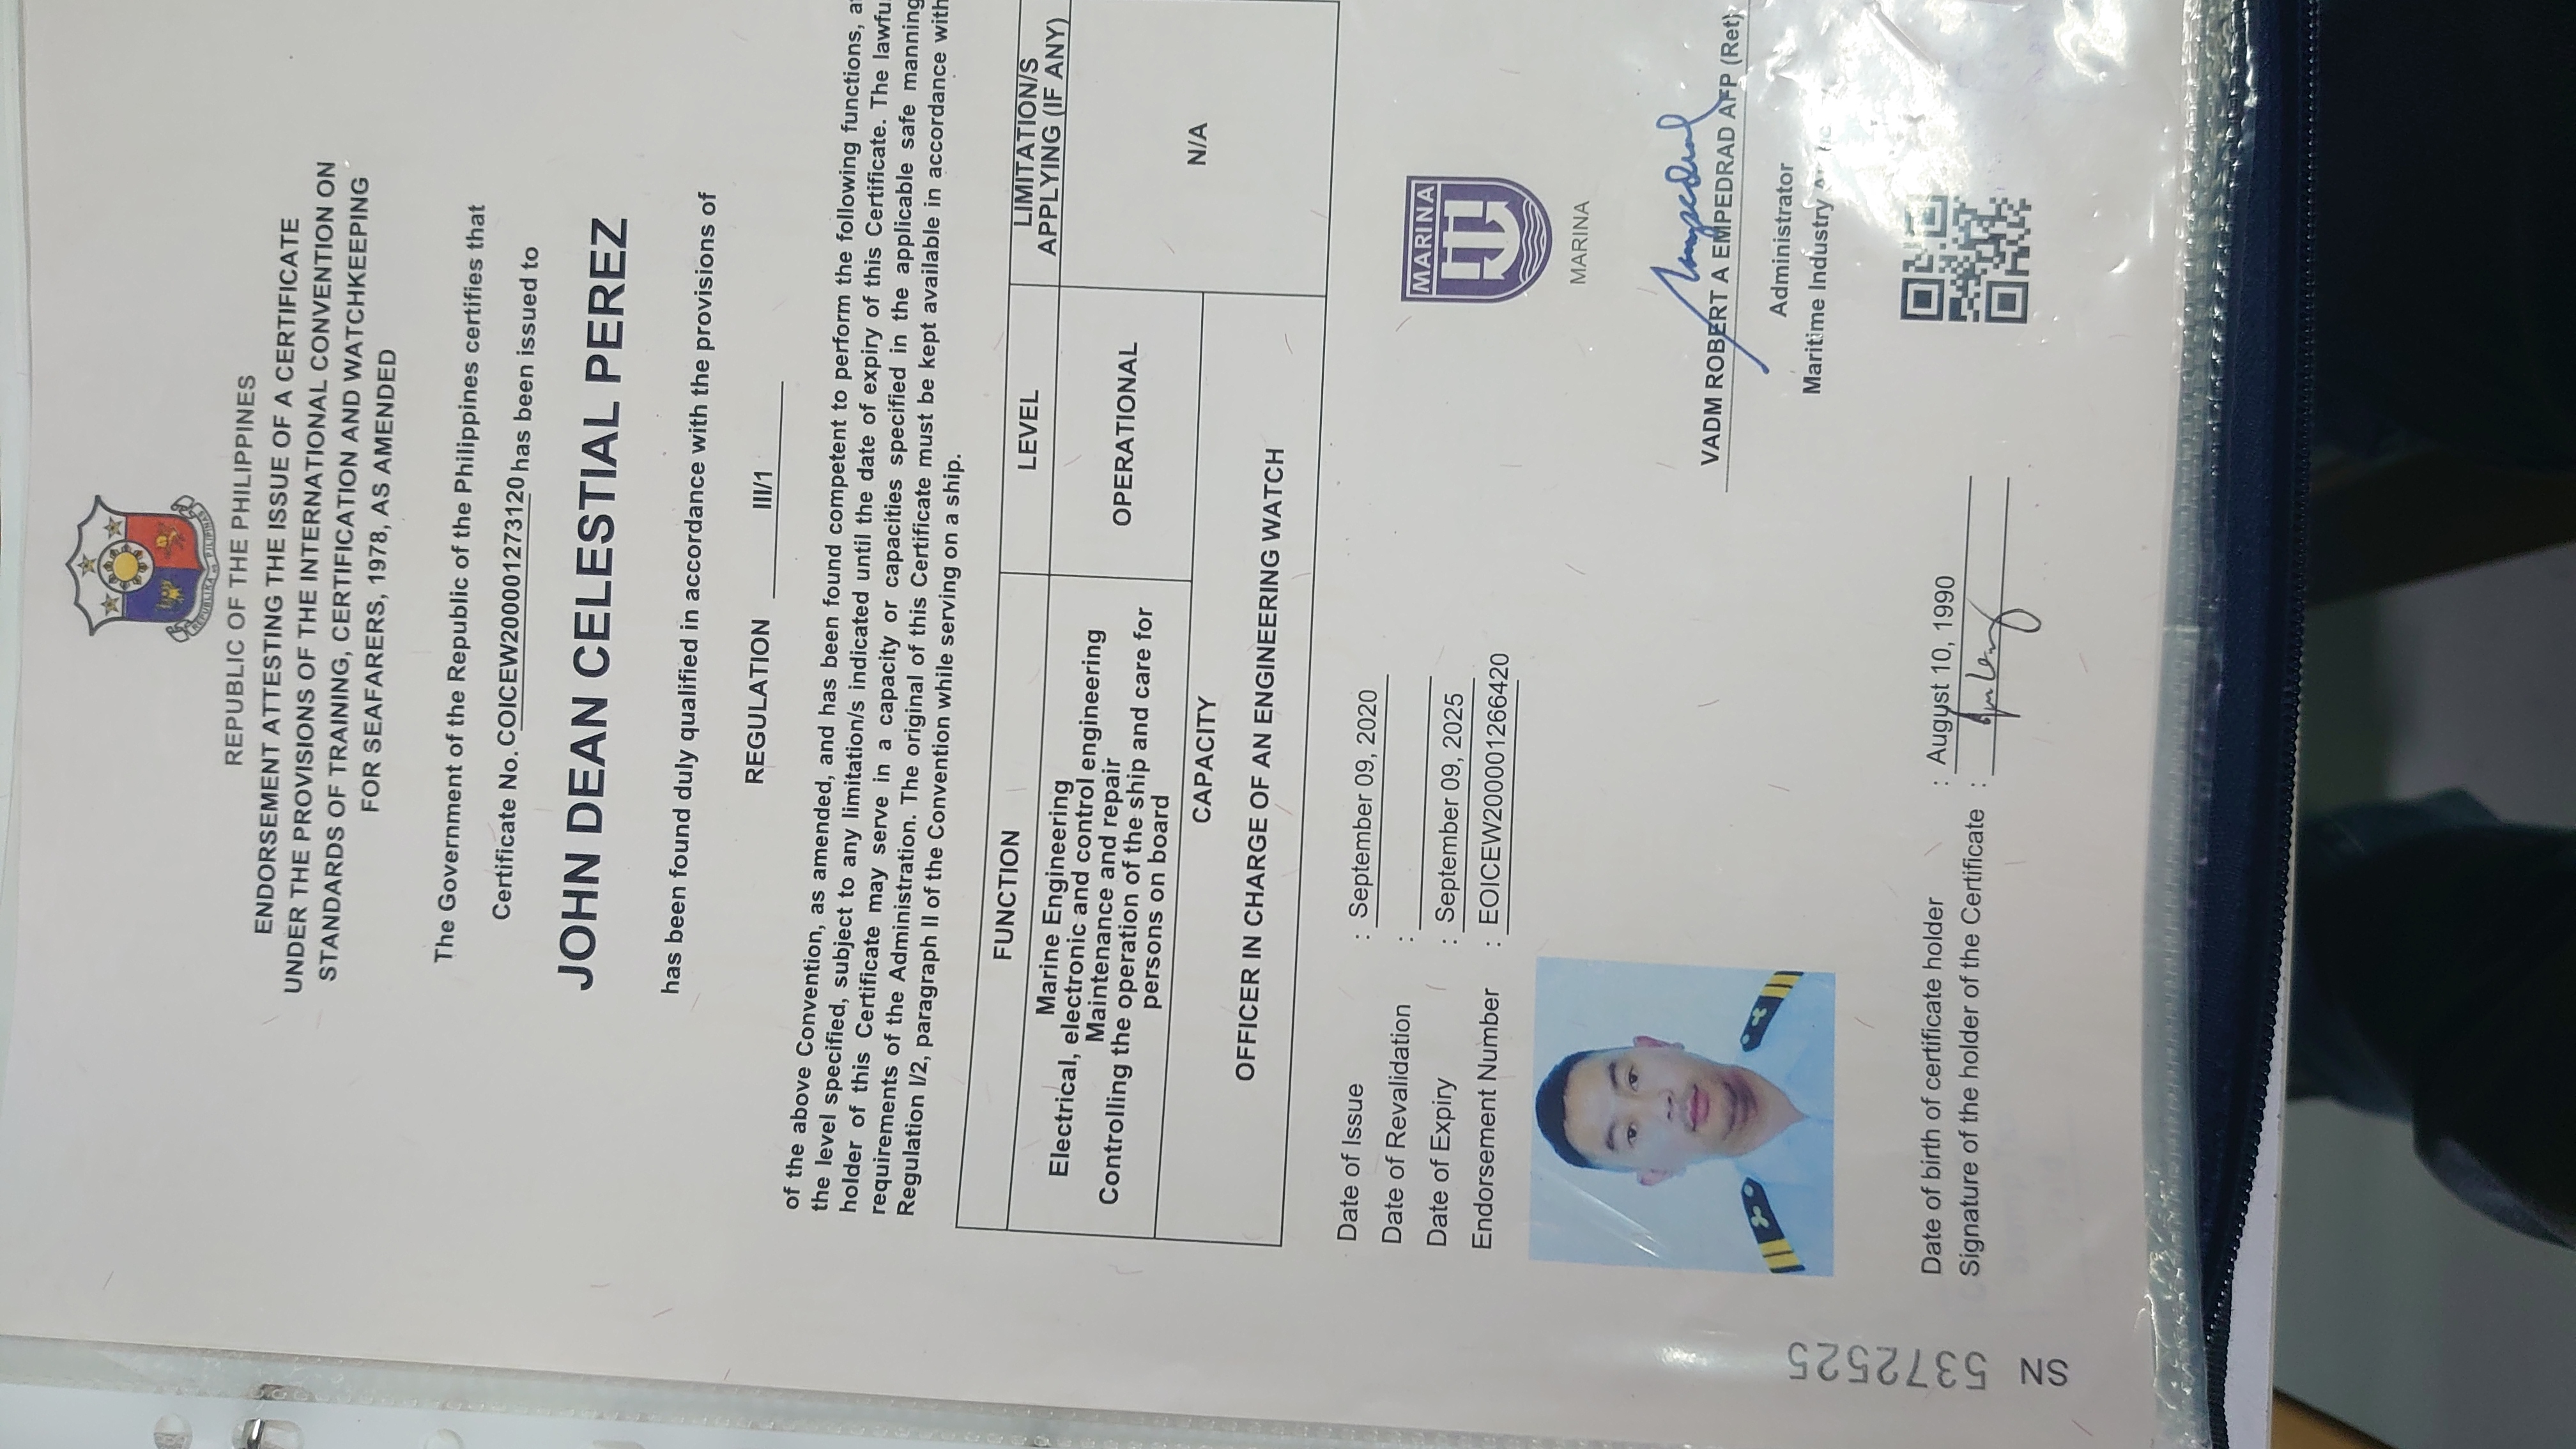 REPUBLIKA NG PILIPINAS
REPUBLIC OF THE PHILIPPINES
ENDORSEMENT ATTESTING THE ISSUE OF A CERTIFICATE
UNDER THE PROVISIONS OF THE INTERNATIONAL CONVENTION ON
STANDARDS OF TRAINING, CERTIFICATION AND WATCHKEEPING
FOR SEAFARERS, 1978, AS AMENDED
The Government of the Republic of the Philippines certifies that
Certificate No. COICEW200001273120 has been issued to
JOHN DEAN CELESTIAL PEREZ
has been found duly qualified in accordance with the provisions of
REGULATION III/1
of the above Convention, as amended, and has been found competent to perform the following functions,
the level specified, subject to any limitation/s indicated until the date of expiry of this Certificate. The
holder of this Certificate may serve in a capacity or capacities specified in the applicable safe manning
requirements of the Administration. The original of this Certificate must be kept available in accordance with
Regulation I/2, paragraph II of the Convention while serving on a ship.
FUNCTION
LEVEL
LIMITATION/S
APPLYING (IF ANY)
Marine Engineering
Electrical, electronic and control engineering
Maintenance and repair
Controlling the operation of the ship and care for
persons on board
OPERATIONAL
N/A
CAPACITY
OFFICER IN CHARGE OF AN ENGINEERING WATCH
Date of Issue : September 09, 2020
Date of Revalidation :
Date of Expiry : September 09, 2025
Endorsement Number : EOICEW200001266420
MARINA
MARINA
VADM ROBERT A EMPEDRAD AFP (Ret)
Administrator
Maritime Industry
SN 5372525
Date of birth of certificate holder : August 10, 1990
Signature of the holder of the Certificate :